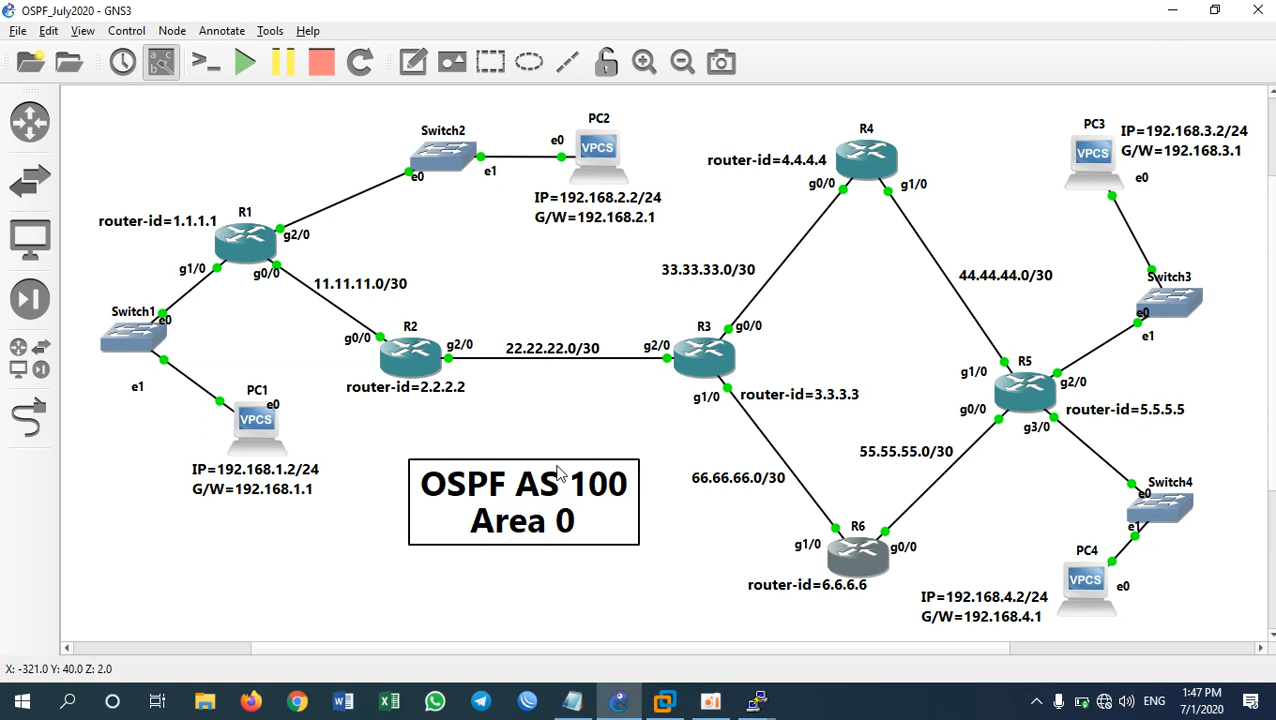 OSPF_July2020 - GNS3
File Edit View Control Node Annotate Tools Help
PC2
Switch2
e0
e0
e1
VPCS
IP=192.168.2.2/24
G/W=192.168.2.1
R4
router-id=4.4.4.4
g0/0
g1/0
PC3
IP=192.168.3.2/24
G/W=192.168.3.1
VPCS
e0
router-id=1.1.1.1
R1
g2/0
g1/0
g0/0
11.11.11.0/30
33.33.33.0/30
44.44.44.0/30
Switch3
e0
e1
Switch1
e0
e1
R2
g0/0
g2/0
router-id=2.2.2.2
22.22.22.0/30
R3
g0/0
g2/0
g1/0
router-id=3.3.3.3
R5
g1/0
g2/0
g0/0
g3/0
router-id=5.5.5.5
PC1
e0
VPCS
IP=192.168.1.2/24
G/W=192.168.1.1
OSPF AS 100
Area 0
66.66.66.0/30
55.55.55.0/30
Switch4
e0
e1
R6
g1/0
g0/0
router-id=6.6.6.6
PC4
VPCS
e0
IP=192.168.4.2/24
G/W=192.168.4.1
X: -321.0 Y: 40.0 Z: 2.0
ENG
1:47 PM
7/1/2020